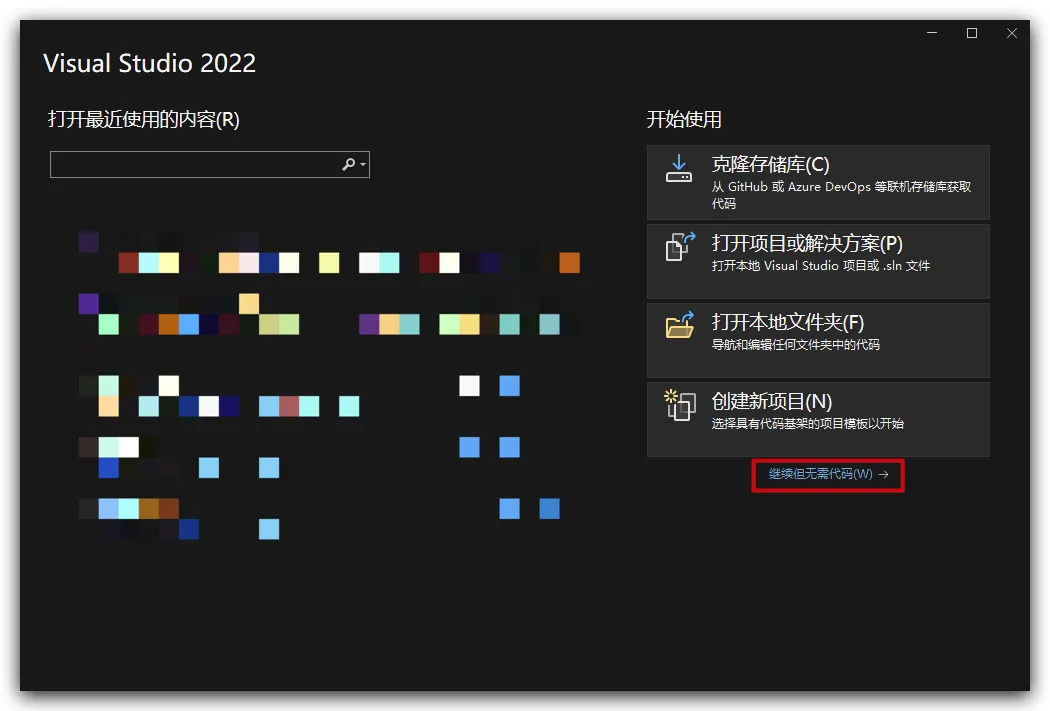 Visual Studio 2022
打开最近使用的内容(R)
开始使用
克隆存储库(C)
从 GitHub 或 Azure DevOps 等联机存储库获取
代码
打开项目或解决方案(P)
打开本地 Visual Studio 项目或 .sln 文件
打开本地文件夹(F)
导航和编辑任何文件夹中的代码
创建新项目(N)
选择具有代码基架的项目模板以开始
继续但无需代码(W) →